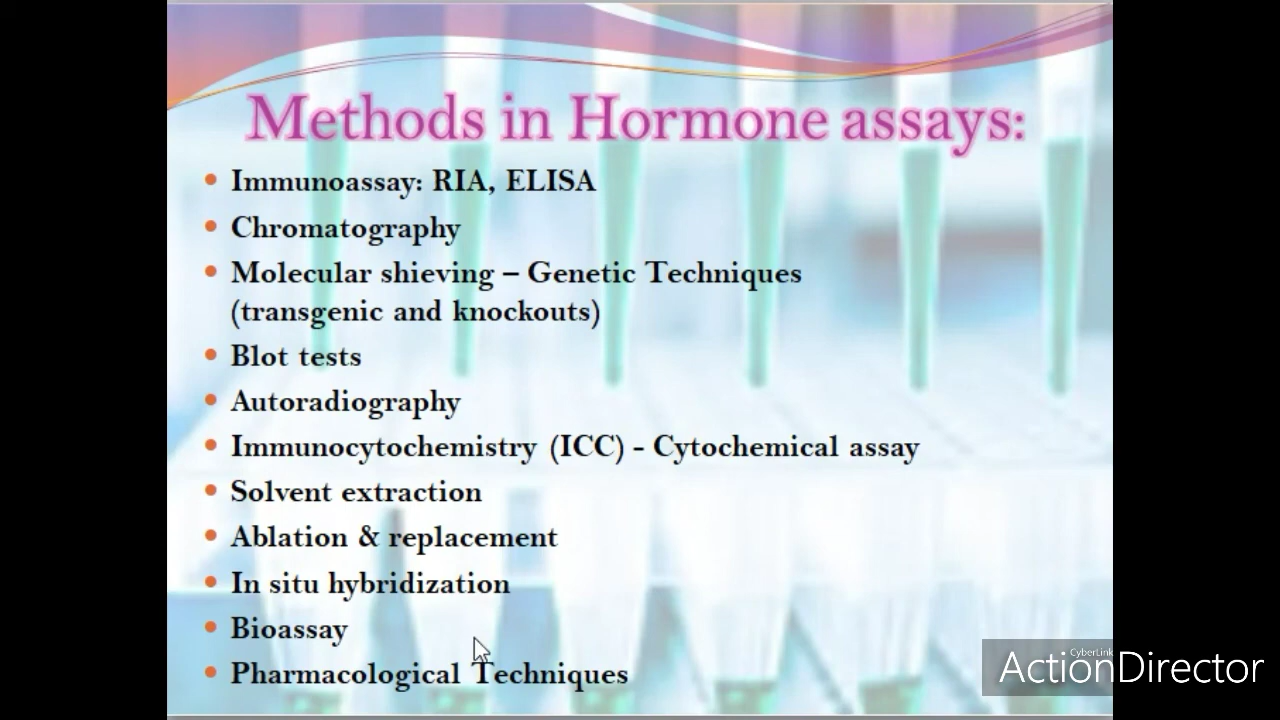 Methods in Hormone assays:
Immunoassay: RIA, ELISA
Chromatography
Molecular shieving – Genetic Techniques
(transgenic and knockouts)
Blot tests
Autoradiography
Immunocytochemistry (ICC) - Cytochemical assay
Solvent extraction
Ablation & replacement
In situ hybridization
Bioassay
Pharmacological Techniques
CyberLink
ActionDirector